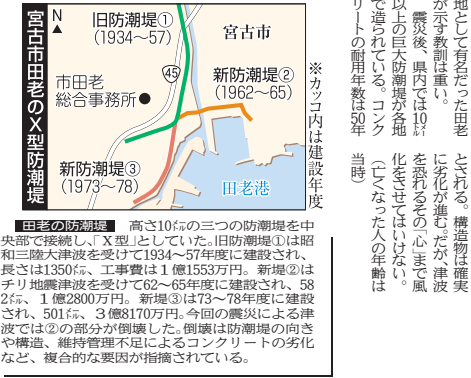 宮古市田老のX型防潮堤
N
旧防潮堤①
(1934〜57)
宮古市
45
新防潮堤②
(1962〜65)
市田老
総合事務所
新防潮堤③
(1973〜78)
田老港
※カッコ内は建設年度
田老の防潮堤 高さ10㍍の三つの防潮堤を中
央部で接続し、「X型」としていた。旧防潮堤①は昭
和三陸大津波を受けて1934〜57年度に建設され、
長さは1350㍍、工事費は1億1553万円。新堤②は
チリ地震津波を受けて62〜65年度に建設され、58
2㍍、1億2800万円。新堤③は73〜78年度に建設
され、501㍍、3億8170万円。今回の震災による津
波では②の部分が倒壊した。倒壊は防潮堤の向き
や構造、維持管理不足によるコンクリートの劣化
など、複合的な要因が指摘されている。
地として有名だった田老
が示す教訓は重い。
震災後、県内では10㍍
以上の巨大防潮堤が各地
で造られている。コンク
リートの耐用年数は50年
とされる。構造物は確実
に劣化が進む。だが、津波
を恐れるその「心」まで風
化をさせてはいけない。
(亡くなった人の年齢は
当時)